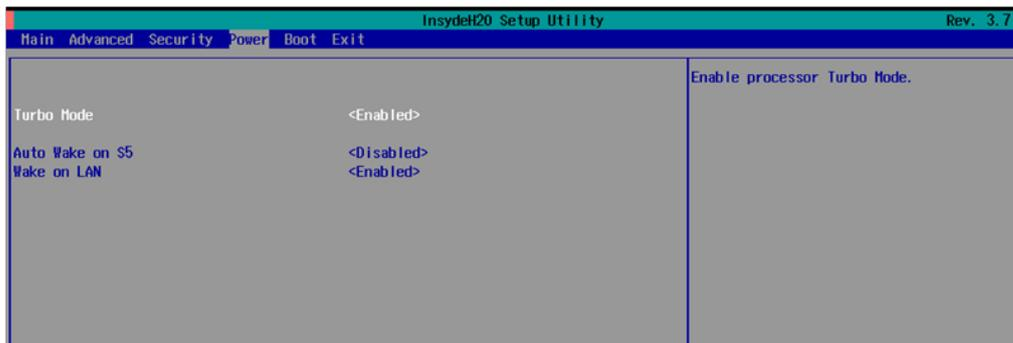 InsydeH20 Setup Utility Rev. 3.7
Main Advanced Security Power Boot Exit
Enable processor Turbo Mode.
Turbo Mode <Enabled>
Auto Wake on S5 <Disabled>
Wake on LAN <Enabled>